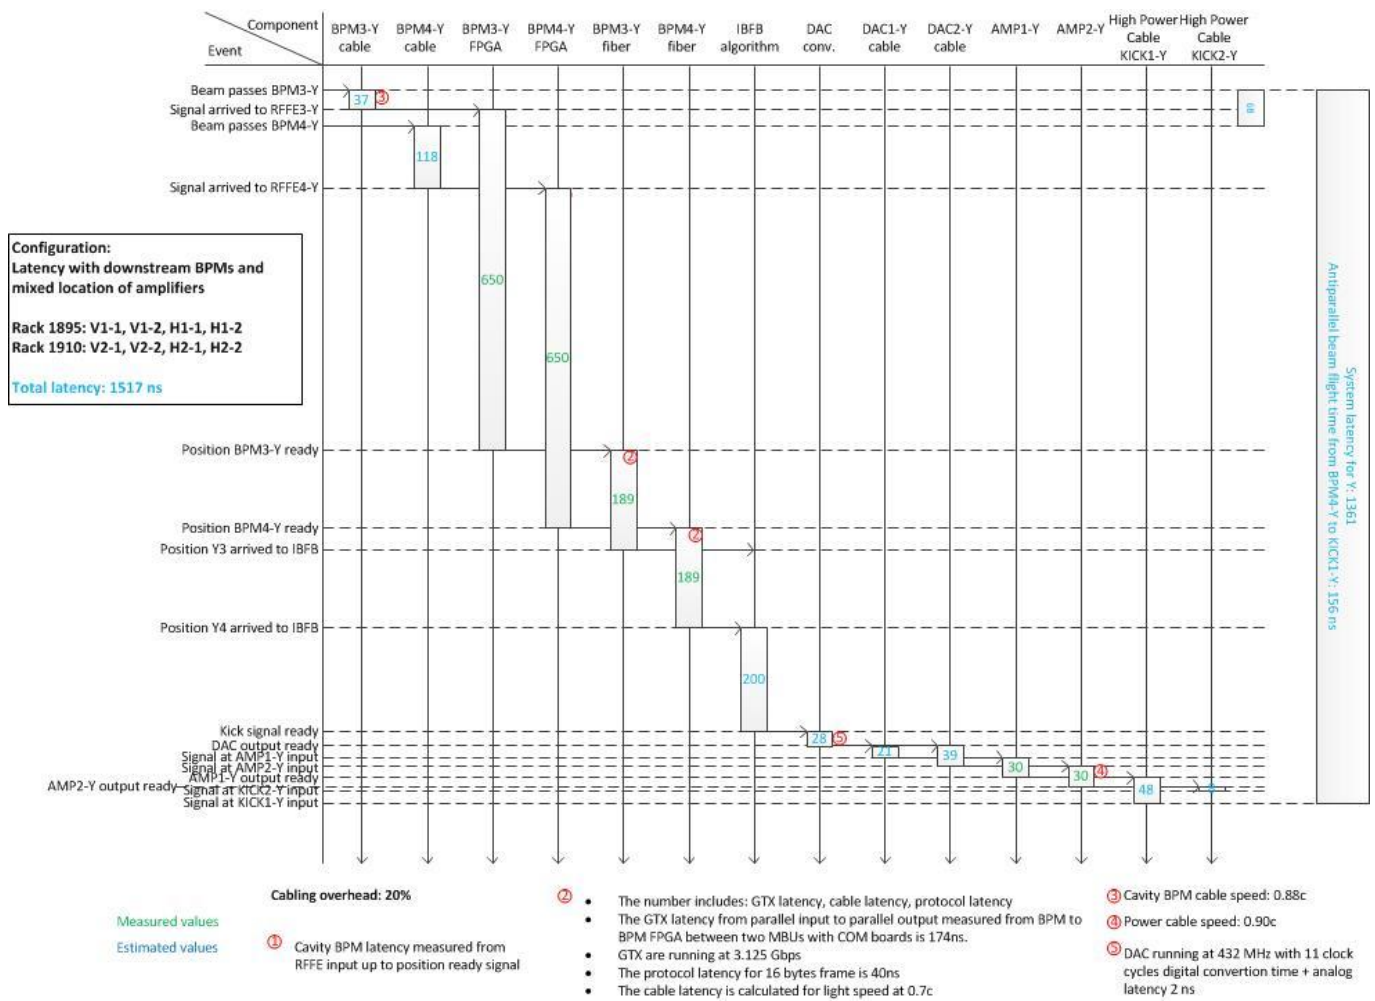 Component
Event
BPM3-Y
cable
BPM4-Y
cable
BPM3-Y
FPGA
BPM4-Y
FPGA
BPM3-Y
fiber
BPM4-Y
fiber
IBFB
algorithm
DAC
conv.
DAC1-Y
cable
DAC2-Y
cable
AMP1-Y
AMP2-Y
High Power
Cable
KICK1-Y
High Power
Cable
KICK2-Y
Beam passes BPM3-Y
37
3
Signal arrived to RFFE3-Y
Beam passes BPM4-Y
118
Signal arrived to RFFE4-Y
Configuration:
Latency with downstream BPMs and
mixed location of amplifiers
Rack 1895: V1-1, V1-2, H1-1, H1-2
Rack 1910: V2-1, V2-2, H2-1, H2-2
Total latency: 1517 ns
650
650
System latency for Y: 1361
Antiparallel beam flight time from BPM4-Y to KICK1-Y: 156 ns
Position BPM3-Y ready
2
189
Position BPM4-Y ready
2
Position Y3 arrived to IBFB
189
Position Y4 arrived to IBFB
200
Kick signal ready
28
5
DAC output ready
21
39
Signal at AMP1-Y input
Signal at AMP2-Y input
30
30
4
AMP1-Y output ready
AMP2-Y output ready
Signal at KICK2-Y input
48
Signal at KICK1-Y input
Cabling overhead: 20%
Measured values
Estimated values
1 Cavity BPM latency measured from
RFFE input up to position ready signal
2
• The number includes: GTX latency, cable latency, protocol latency
• The GTX latency from parallel input to parallel output measured from BPM to
BPM FPGA between two MBUs with COM boards is 174ns.
• GTX are running at 3.125 Gbps
• The protocol latency for 16 bytes frame is 40ns
• The cable latency is calculated for light speed at 0.7c
3 Cavity BPM cable speed: 0.88c
4 Power cable speed: 0.90c
5 DAC running at 432 MHz with 11 clock
cycles digital convertion time + analog
latency 2 ns